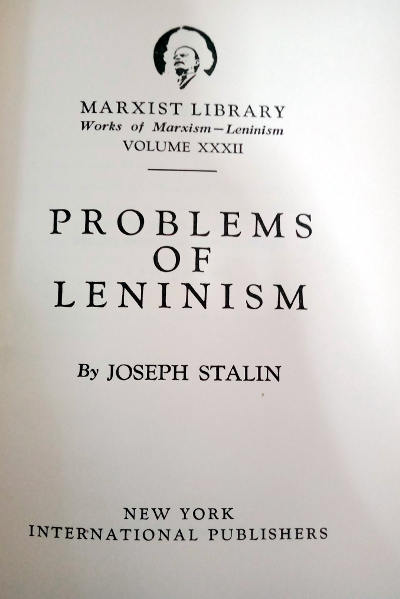 MARXIST LIBRARY
Works of Marxism—Leninism
VOLUME XXXII
PROBLEMS
OF
LENINISM
By JOSEPH STALIN
NEW YORK
INTERNATIONAL PUBLISHERS